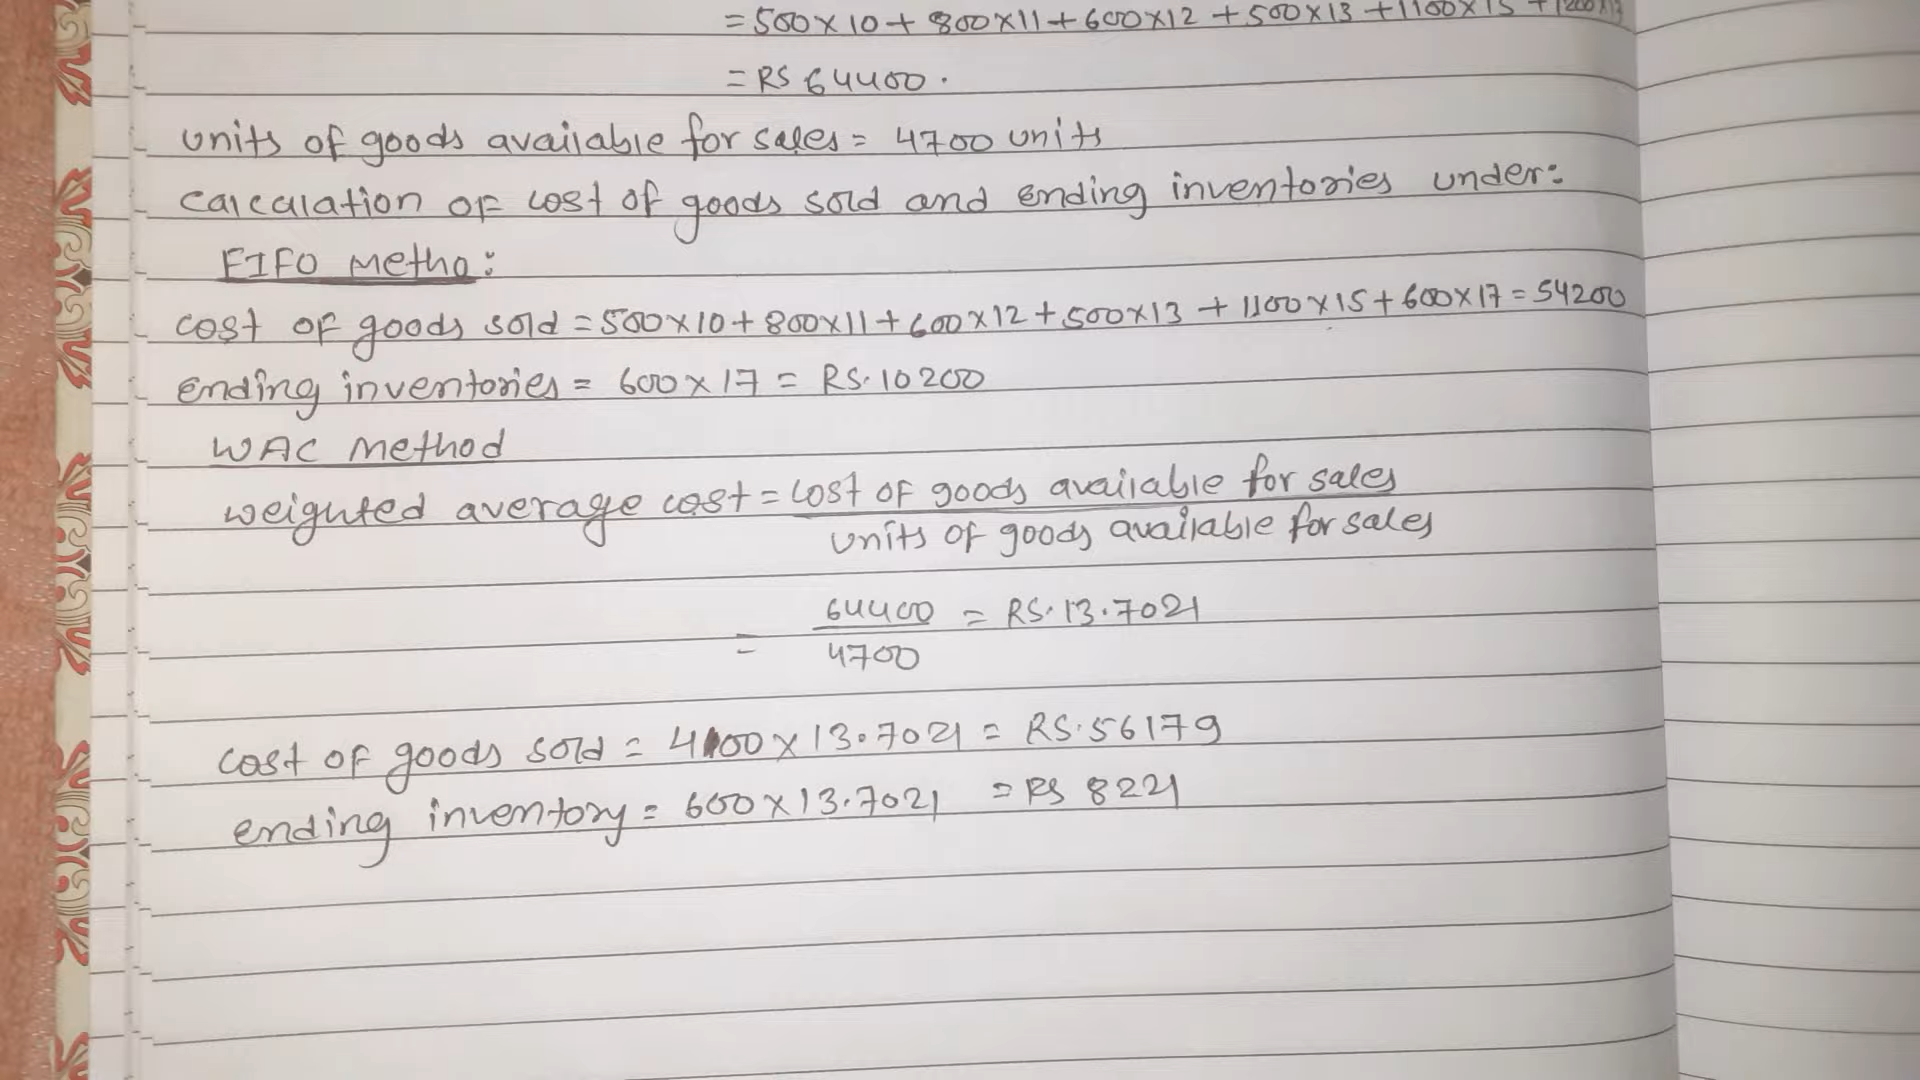 =500×10+800×11+600×12+500×13+1100×15+1200×17
=RS 64400.
units of goods available for sales= 4700 units
calculation of cost of goods sold and ending inventories under:
FIFO Metho:
cost of goods sold =500×10+800×11+600×12+500×13+1100×15+600×17=54200
ending inventories= 600×17= RS.10200
WAC Method
weighted average cost= cost of goods available for sales
units of goods available for sales
= 64400 = RS.13.7021
4700
cost of goods sold = 4100×13.7021= RS.56179
ending inventory= 600×13.7021 =RS 8221